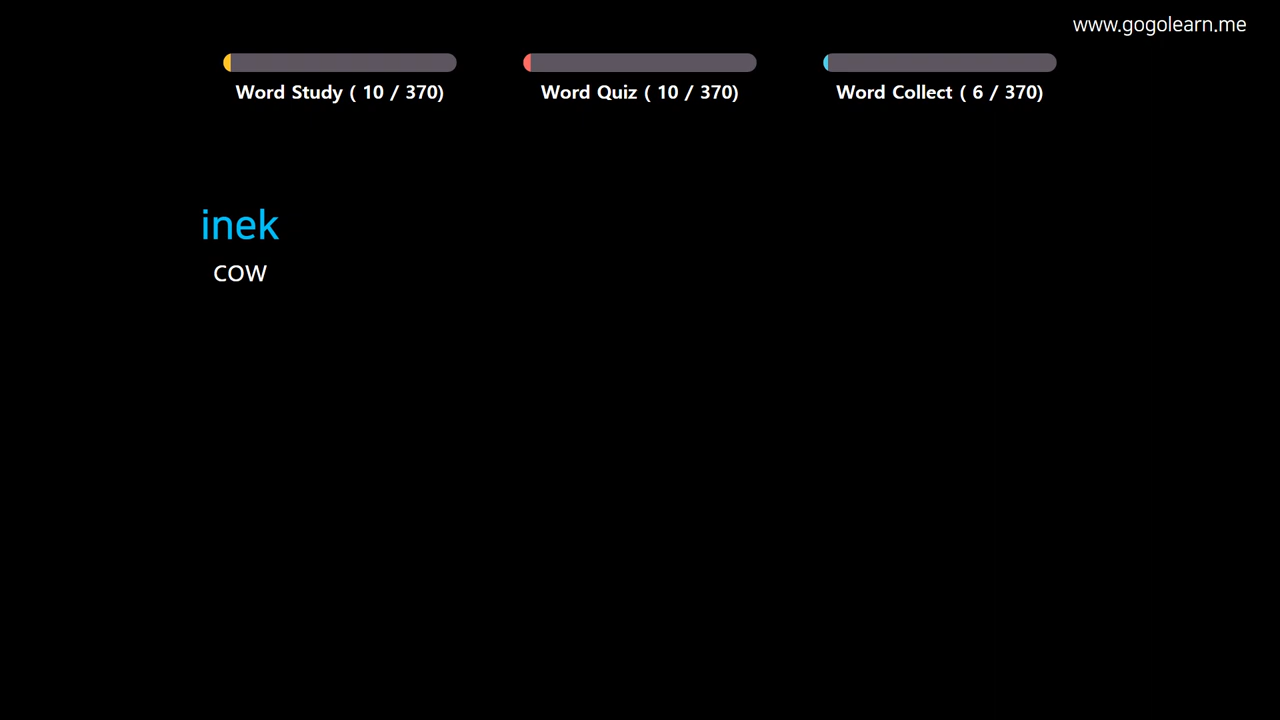 www.gogolearn.me
Word Study ( 10 / 370)
Word Quiz ( 10 / 370)
Word Collect ( 6 / 370)
inek
cow